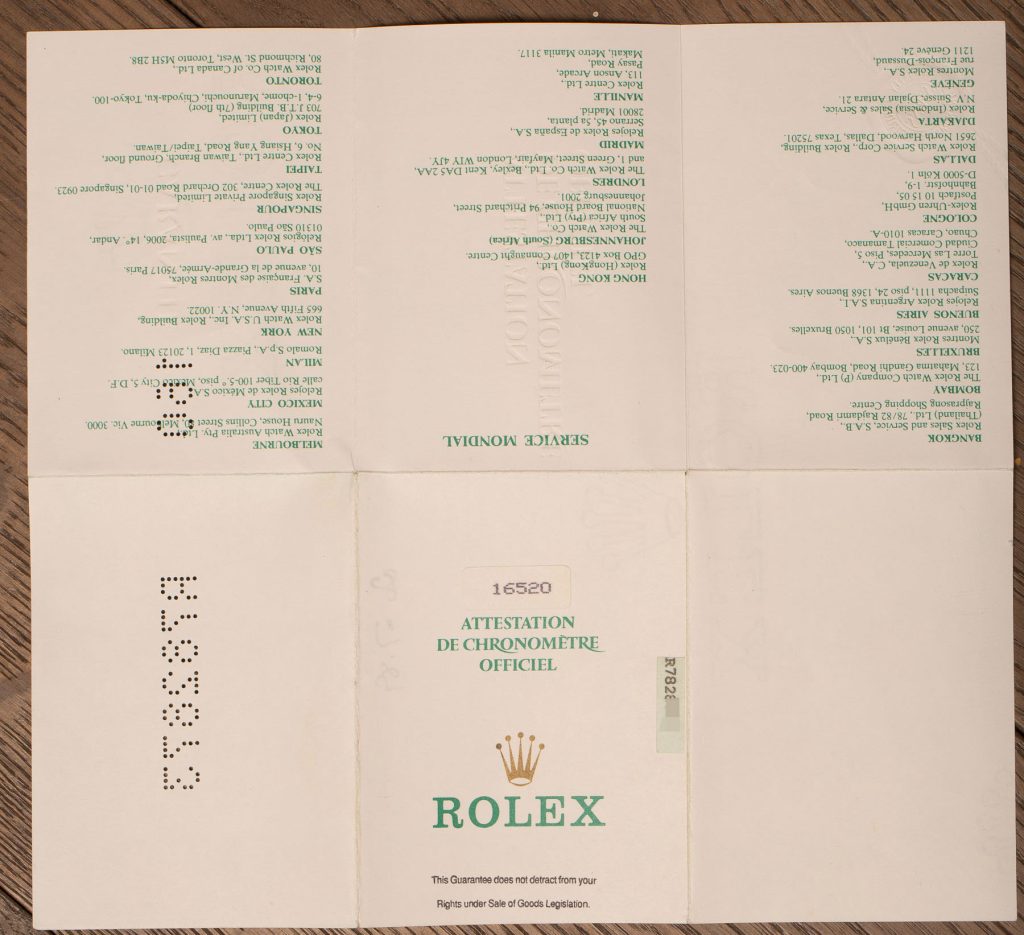 BANGKOK
Rolex Sales and Service, S.A.B.,
(Thailand) Ltd., 78/82 Rajdamri Road,
Rajprasong Shopping Centre.
BOMBAY
The Rolex Watch Company (P) Ltd.,
123, Mahatma Gandhi Road, Bombay 400-023.
BRUXELLES
Montres Rolex Bénélux S.A.,
250, avenue Louise, Bt 101, 1050 Bruxelles.
BUENOS AIRES
Relojes Rolex Argentina S.A.I.,
Suipacha 1111, piso 24, 1368 Buenos Aires.
CARACAS
Rolex de Venezuela, C.A.,
Torre Las Mercedes, Piso 5,
Ciudad Comercial Tamanaco,
Chuao, Caracas 1010-A
COLOGNE
Rolex-Uhren GmbH,
Postfach 10 15 05,
Bahnhofstr. 1-9,
D-5000 Köln 1.
DALLAS
Rolex Watch Service Corp., Rolex Building,
2651 North Harwood, Dallas, Texas 75201.
DJAKARTA
Rolex (Indonesia) Sales & Service,
N.V. Suisse, Djalan Antara 21.
GENÈVE
Montres Rolex S.A.,
rue François-Dussaud,
1211 Genève 24.
SERVICE MONDIAL
HONG KONG
Rolex (HongKong) Ltd.,
GPO Box 4123, 1407 Connaught Centre.
JOHANNESBURG (South Africa)
The Rolex Watch Co.,
South Africa (Pty) Ltd.,
National Board House, 94 Pritchard Street,
Johannesburg 2001.
LONDRES
The Rolex Watch Co., Ltd., Bexley, Kent DA5 2AA,
and 1, Green Street, Mayfair, London W1Y 4JY.
MADRID
Relojes Rolex de España S.A.,
Serrano 45, 5a planta,
28001 Madrid.
MANILLE
Rolex Centre Ltd.,
113, Anson Arcade,
Pasay Road,
Makati, Metro Manila 3117.
MELBOURNE
Rolex Watch Australia Pty. Ltd.,
Nauru House, Collins Street 80, Melbourne Vic. 3000.
MEXICO CITY
Relojes Rolex de México S.A.,
calle Rio Tiber 100-5.° piso, México City 5, D.F.
MILAN
Romalo S.p.A., Piazza Diaz, 1, 20123 Milano.
NEW YORK
Rolex Watch U.S.A. Inc., Rolex Building,
665 Fifth Avenue, N.Y. 10022.
PARIS
S.A. Française des Montres Rolex,
10, avenue de la Grande-Armée, 75017 Paris.
SÃO PAULO
Relogios Rolex Ltda., av. Paulista, 2006, 14° Andar,
01310 São Paulo.
SINGAPOUR
Rolex Singapore Private Limited,
The Rolex Centre, 302 Orchard Road 01-01, Singapore 0923
TAIPEI
Rolex Centre Ltd., Taiwan Branch, Ground floor,
No. 6, Hsiang Yang Road, Taipei/Taiwan.
TOKYO
Rolex (Japan) Limited,
703 J.T.B. Building (7th floor)
6-4, 1-chome, Marunouchi, Chiyoda-ku, Tokyo-100.
TORONTO
Rolex Watch Co. of Canada Ltd.,
80, Richmond St. West, Toronto M5H 2B8.
16520
ATTESTATION
DE CHRONOMÈTRE
OFFICIEL
R7828
ROLEX
This Guarantee does not detract from your
Rights under Sale of Goods Legislation.